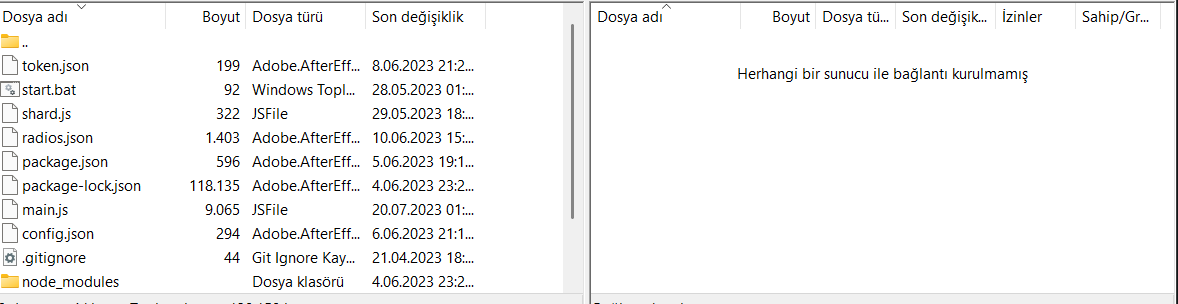 Dosya adı Boyut Dosya türü Son değişiklik
..
token.json 199 Adobe.AfterEff... 8.06.2023 21:2...
start.bat 92 Windows Topl... 28.05.2023 01:...
shard.js 322 JSFile 29.05.2023 18:...
radios.json 1.403 Adobe.AfterEff... 10.06.2023 15:...
package.json 596 Adobe.AfterEff... 5.06.2023 19:1...
package-lock.json 118.135 Adobe.AfterEff... 4.06.2023 23:2...
main.js 9.065 JSFile 20.07.2023 01:...
config.json 294 Adobe.AfterEff... 6.06.2023 21:1...
.gitignore 44 Git Ignore Kay... 21.04.2023 18:...
node_modules Dosya klasörü 4.06.2023 23:2...
Dosya adı Boyut Dosya tü... Son değişik... İzinler Sahip/Gr...
Herhangi bir sunucu ile bağlantı kurulmamış